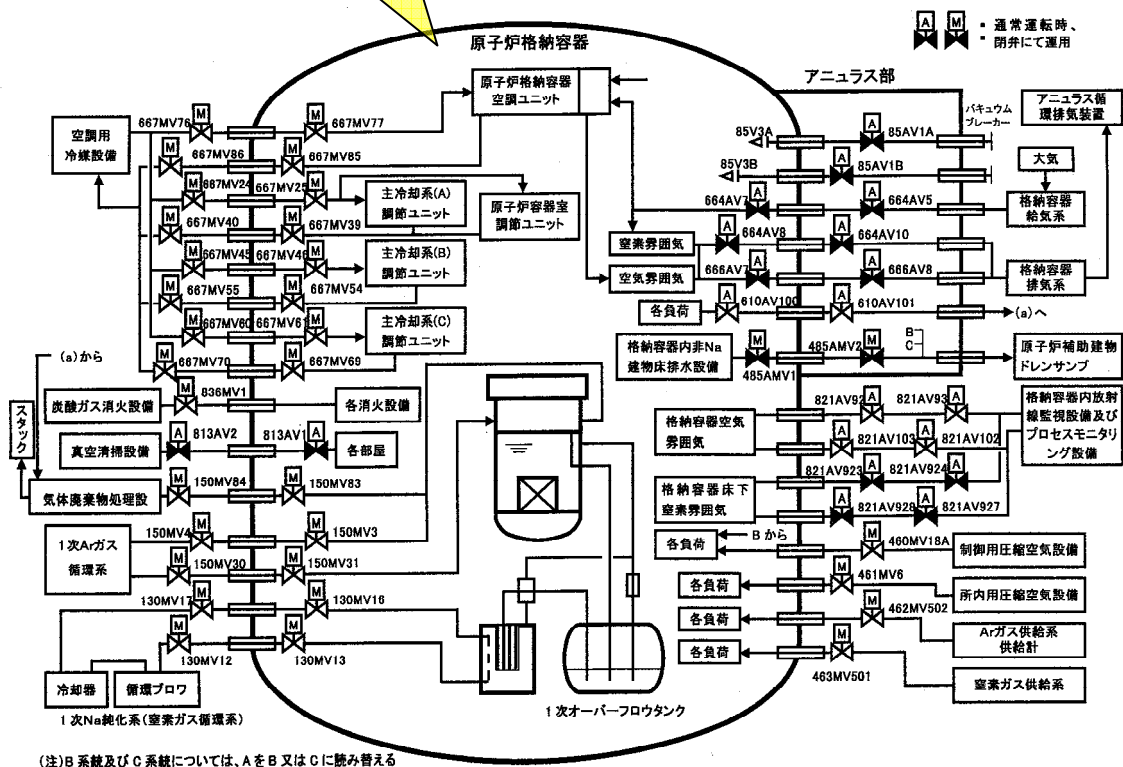 A M ・通常運転時、
閉弁にて運用
原子炉格納容器
アニュラス部
原子炉格納容器
空調ユニット
バキュウム
ブレーカー
アニュラス循
環排気装置
667MV76
667MV77
85V3A
85AV1A
空調用
冷媒設備
667MV86
667MV85
85V3B
85AV1B
大気
667MV24
667MV25
主冷却系(A)
調節ユニット
原子炉容器室
調節ユニット
664AV7
664AV5
格納容器
給気系
667MV40
667MV39
窒素雰囲気
664AV8
664AV10
667MV45
667MV46
主冷却系(B)
調節ユニット
空気雰囲気
666AV7
666AV8
格納容器
排気系
667MV55
667MV54
各負荷
610AV100
610AV101
(a)へ
667MV60
667MV61
主冷却系(C)
調節ユニット
B
C
(a)から
667MV70
667MV69
格納容器内非Na
建物床排水設備
485AMV1
485AMV2
原子炉補助建物
ドレンサンプ
スタック
炭酸ガス消火設備
836MV1
各消火設備
格納容器空気
雰囲気
821AV92
821AV93
格納容器内放射
線監視設備及び
プロセスモニタリ
ング設備
真空清掃設備
813AV2
813AV1
各部屋
821AV103
821AV102
気体廃棄物処理設
150MV84
150MV83
格納容器床下
窒素雰囲気
821AV923
821AV924
821AV928
821AV927
1次Arガス
循環系
150MV4
150MV3
各負荷
Bから
460MV18A
制御用圧縮空気設備
150MV30
150MV31
各負荷
461MV6
所内用圧縮空気設備
130MV17
130MV16
各負荷
462MV502
Arガス供給系
供給計
130MV12
130MV13
各負荷
463MV501
窒素ガス供給系
冷却器
循環ブロワ
1次Na純化系(窒素ガス循環系)
1次オーバーフロウタンク
(注)B系統及びC系統については、AをB又はCに読み替える